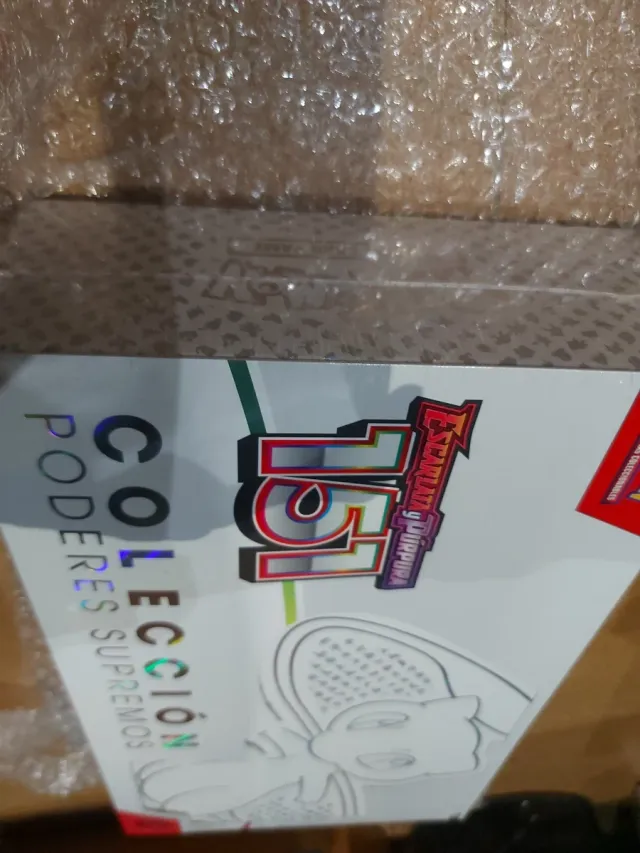 ESCARLATA y PÚRPURA
151
COLECCIÓN
PODERES SUPREMOS